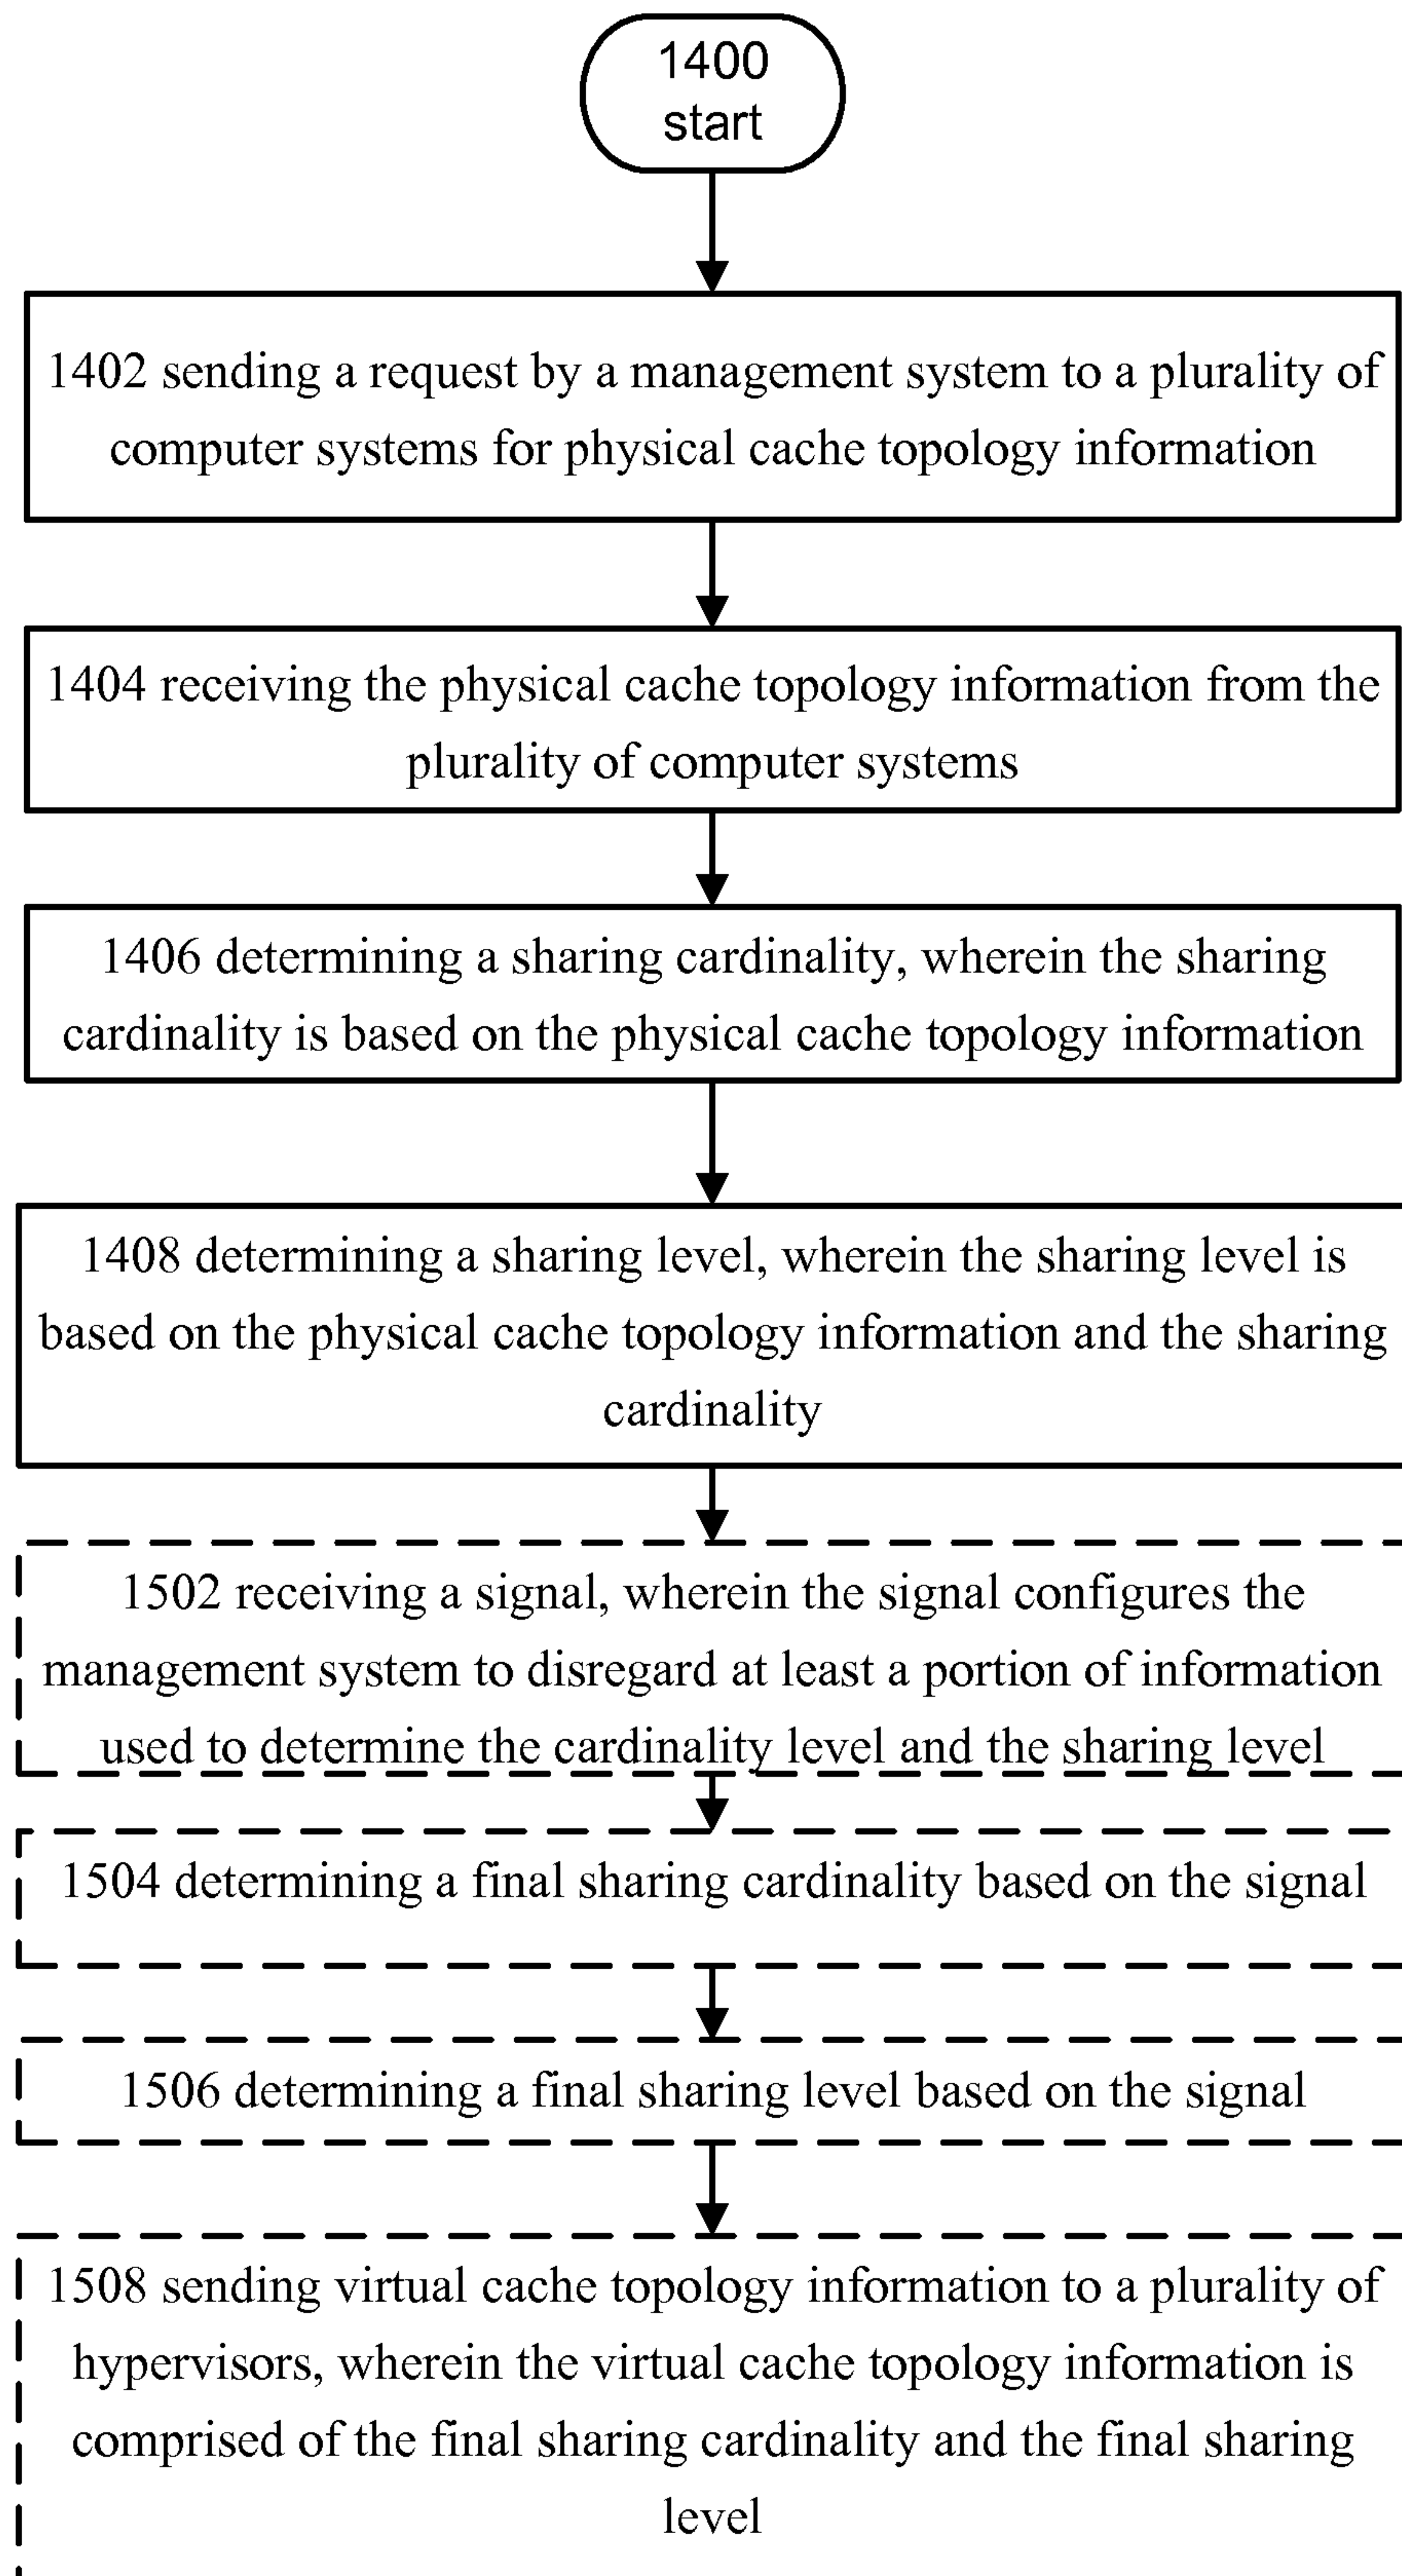 1400
start
1402 sending a request by a management system to a plurality of
computer systems for physical cache topology information
1404 receiving the physical cache topology information from the
plurality of computer systems
1406 determining a sharing cardinality, wherein the sharing
cardinality is based on the physical cache topology information
1408 determining a sharing level, wherein the sharing level is
based on the physical cache topology information and the sharing
cardinality
1502 receiving a signal, wherein the signal configures the
management system to disregard at least a portion of information
used to determine the cardinality level and the sharing level
1504 determining a final sharing cardinality based on the signal
1506 determining a final sharing level based on the signal
1508 sending virtual cache topology information to a plurality of
hypervisors, wherein the virtual cache topology information is
comprised of the final sharing cardinality and the final sharing
level